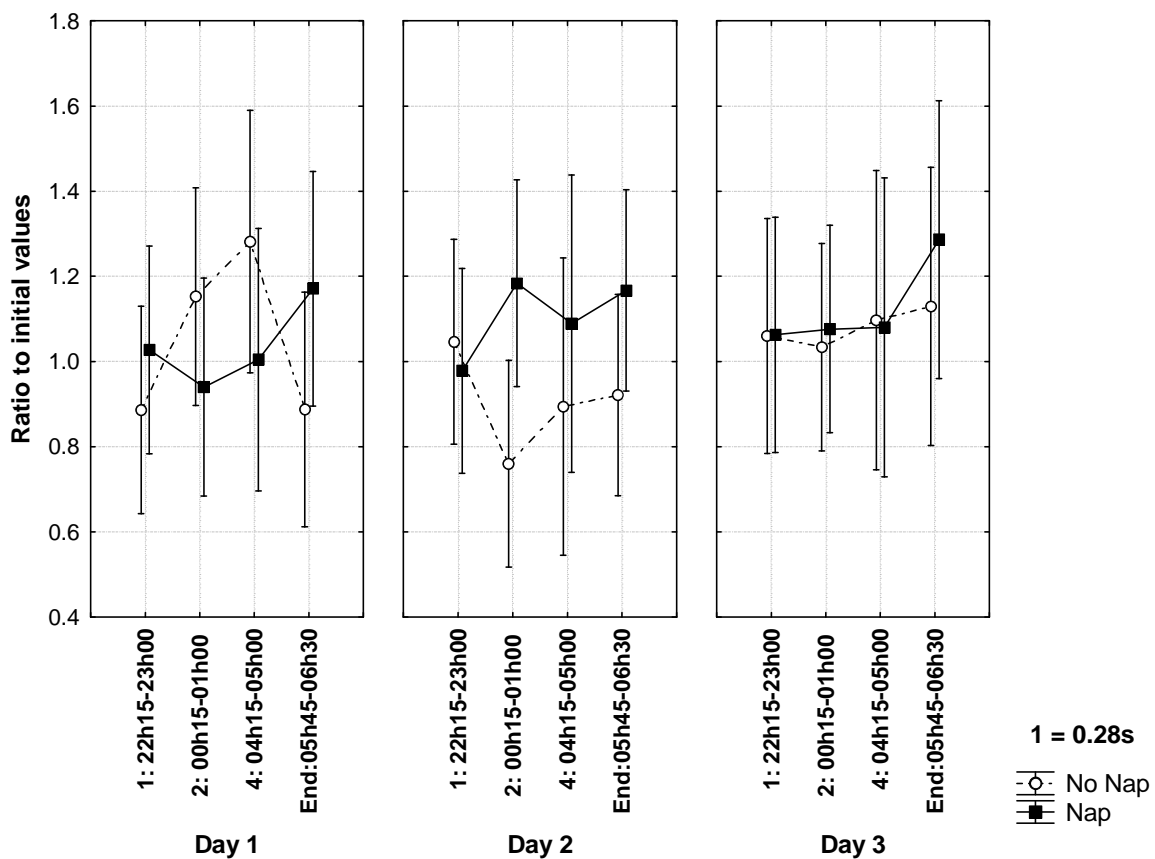 Ratio to initial values
1.8
1.6
1.4
1.2
1.0
0.8
0.6
0.4
1: 22h15-23h00
2: 00h15-01h00
4: 04h15-05h00
End:05h45-06h30
Day 1
1: 22h15-23h00
2: 00h15-01h00
4: 04h15-05h00
End:05h45-06h30
Day 2
1: 22h15-23h00
2: 00h15-01h00
4: 04h15-05h00
End:05h45-06h30
Day 3
1 = 0.28s
No Nap
Nap